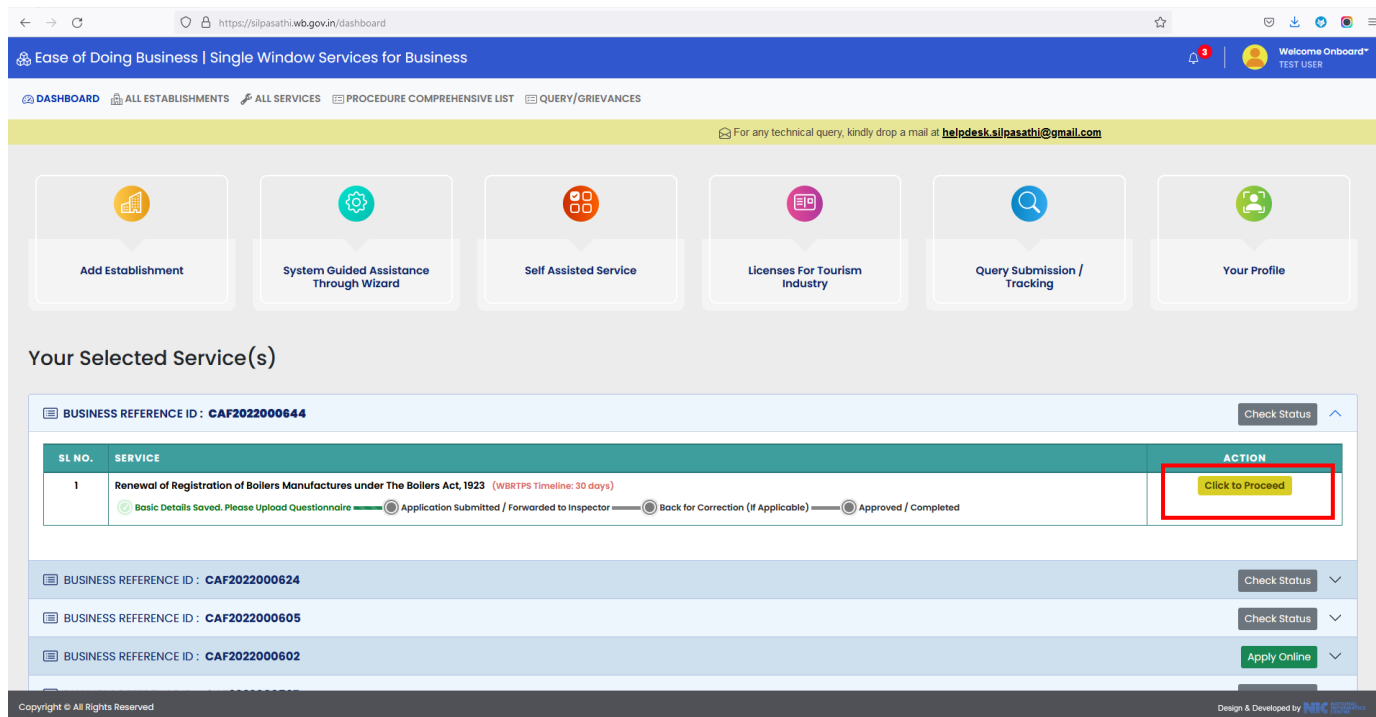 https://silpasathi.wb.gov.in/dashboard
Ease of Doing Business | Single Window Services for Business
3
Welcome Onboard
TEST USER
DASHBOARD ALL ESTABLISHMENTS ALL SERVICES PROCEDURE COMPREHENSIVE LIST QUERY/GRIEVANCES
For any technical query, kindly drop a mail at helpdesk.silpasathi@gmail.com
Add Establishment
System Guided Assistance
Through Wizard
Self Assisted Service
Licenses For Tourism
Industry
Query Submission /
Tracking
Your Profile
Your Selected Service(s)
BUSINESS REFERENCE ID : CAF2022000644 Check Status
SL NO. SERVICE ACTION
1 Renewal of Registration of Boilers Manufactures under The Boilers Act, 1923 (WBRTPS Timeline: 30 days) Click to Proceed
Basic Details Saved. Please Upload Questionnaire Application Submitted / Forwarded to Inspector Back for Correction (If Applicable) Approved / Completed
BUSINESS REFERENCE ID : CAF2022000624 Check Status
BUSINESS REFERENCE ID : CAF2022000605 Check Status
BUSINESS REFERENCE ID : CAF2022000602 Apply Online
Copyright © All Rights Reserved
Design & Developed by NIC